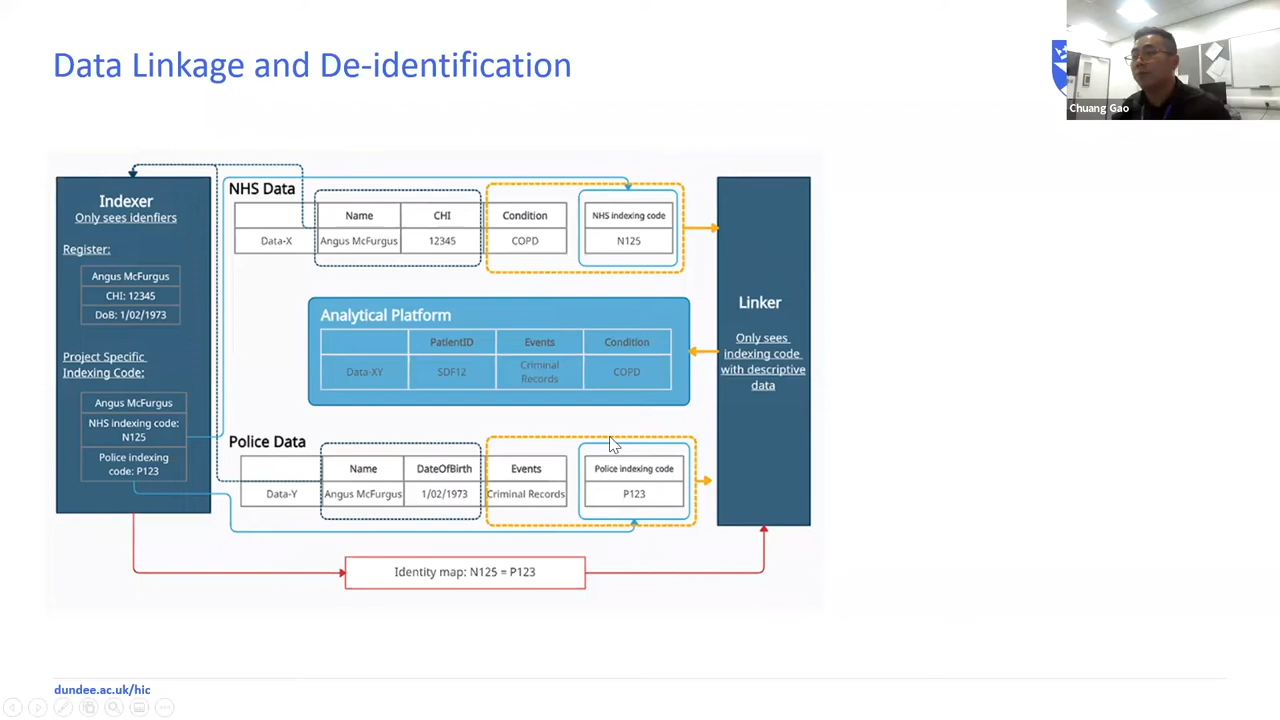 Data Linkage and De-identification
Chuang Gao
Indexer
Only sees idenfiers
Register:
Angus McFurgus
CHI: 12345
DoB: 1/02/1973
Project Specific
Indexing Code:
Angus McFurgus
NHS indexing code:
N125
Police indexing
code: P123
NHS Data
Name CHI Condition
Data-X Angus McFurgus 12345 COPD
NHS indexing code
N125
Analytical Platform
PatientID Events Condition
Data-XY SDF12 Criminal Records COPD
Police Data
Name DateOfBirth Events
Data-Y Angus McFurgus 1/02/1973 Criminal Records
Police indexing code
P123
Linker
Only sees
indexing code
with descriptive
data
Identity map: N125 = P123
dundee.ac.uk/hic